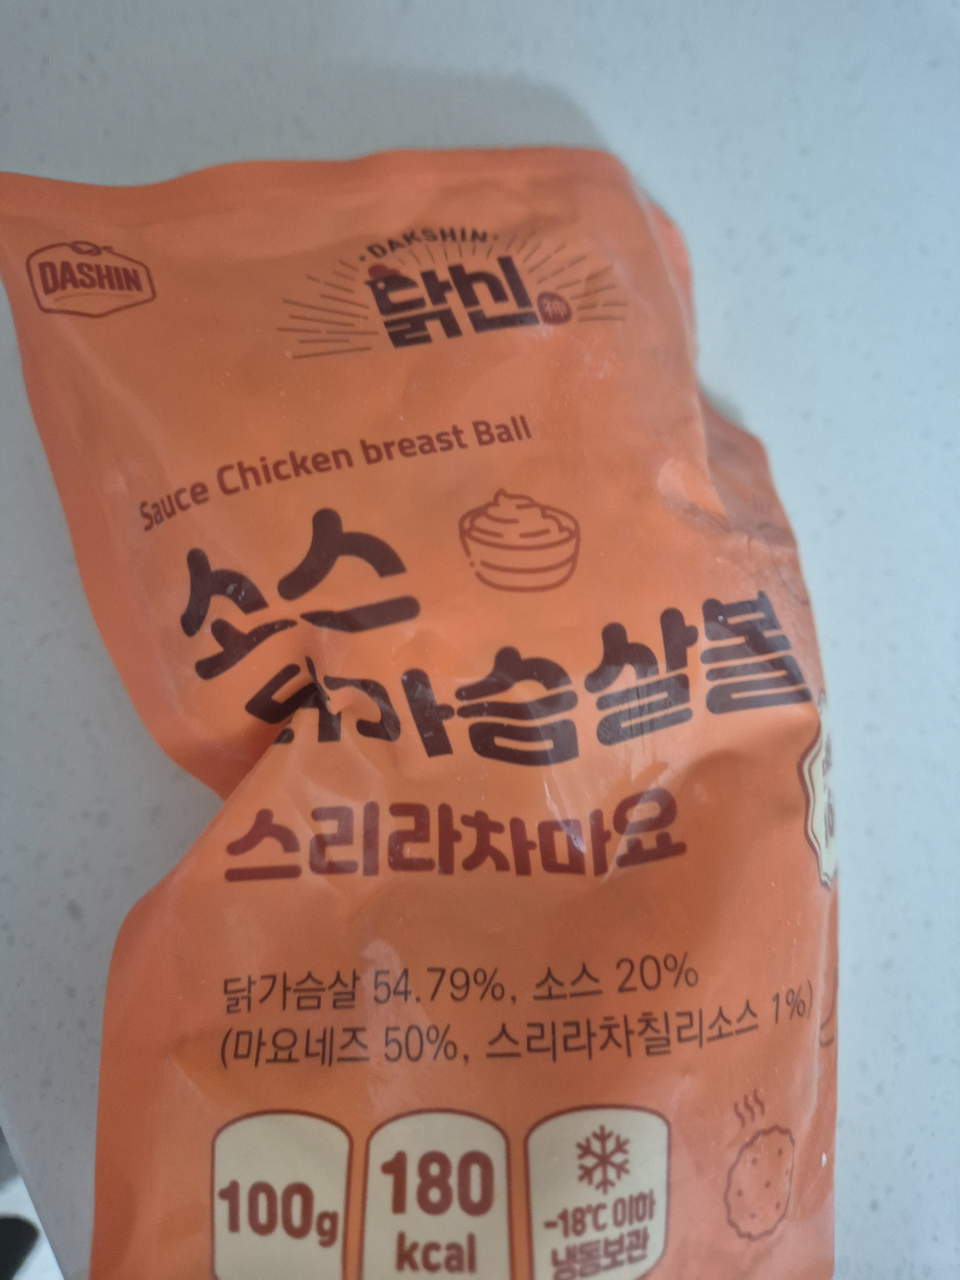 DASHIN
·DAKSHIN·
닭신 神
Sauce Chicken breast Ball
소스
닭가슴살볼
스리라차마요
닭가슴살 54.79%, 소스 20%
(마요네즈 50%, 스리라차칠리소스 1%)
100g
180
kcal
-18℃ 이하
냉동보관